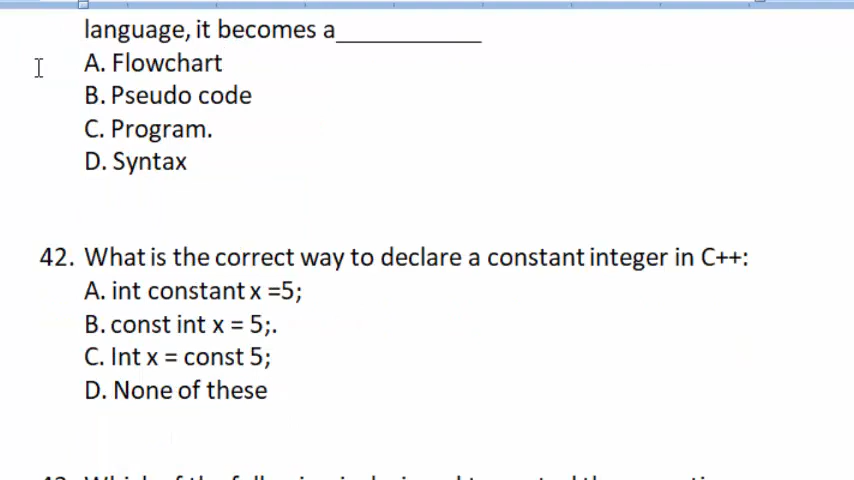 language, it becomes a___________
A. Flowchart
B. Pseudo code
C. Program.
D. Syntax
42. What is the correct way to declare a constant integer in C++:
A. int constant x =5;
B. const int x = 5;.
C. Int x = const 5;
D. None of these